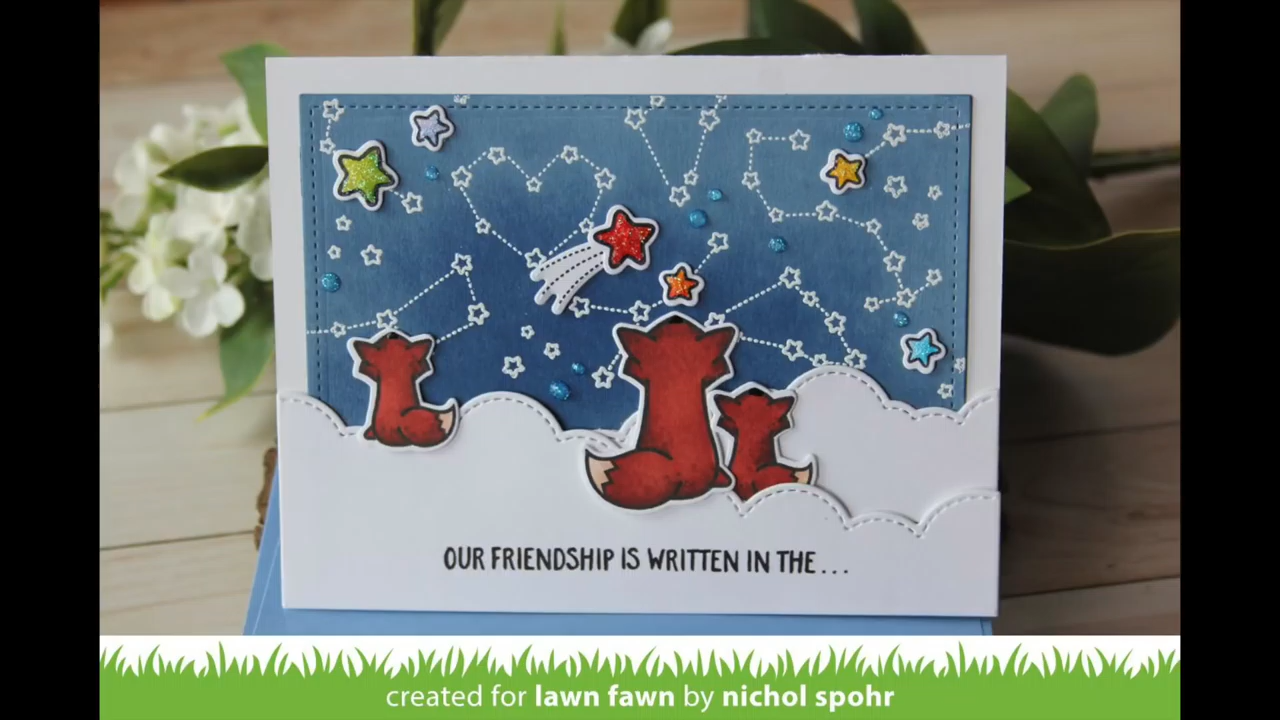 OUR FRIENDSHIP IS WRITTEN IN THE...
created for lawn fawn by nichol spohr